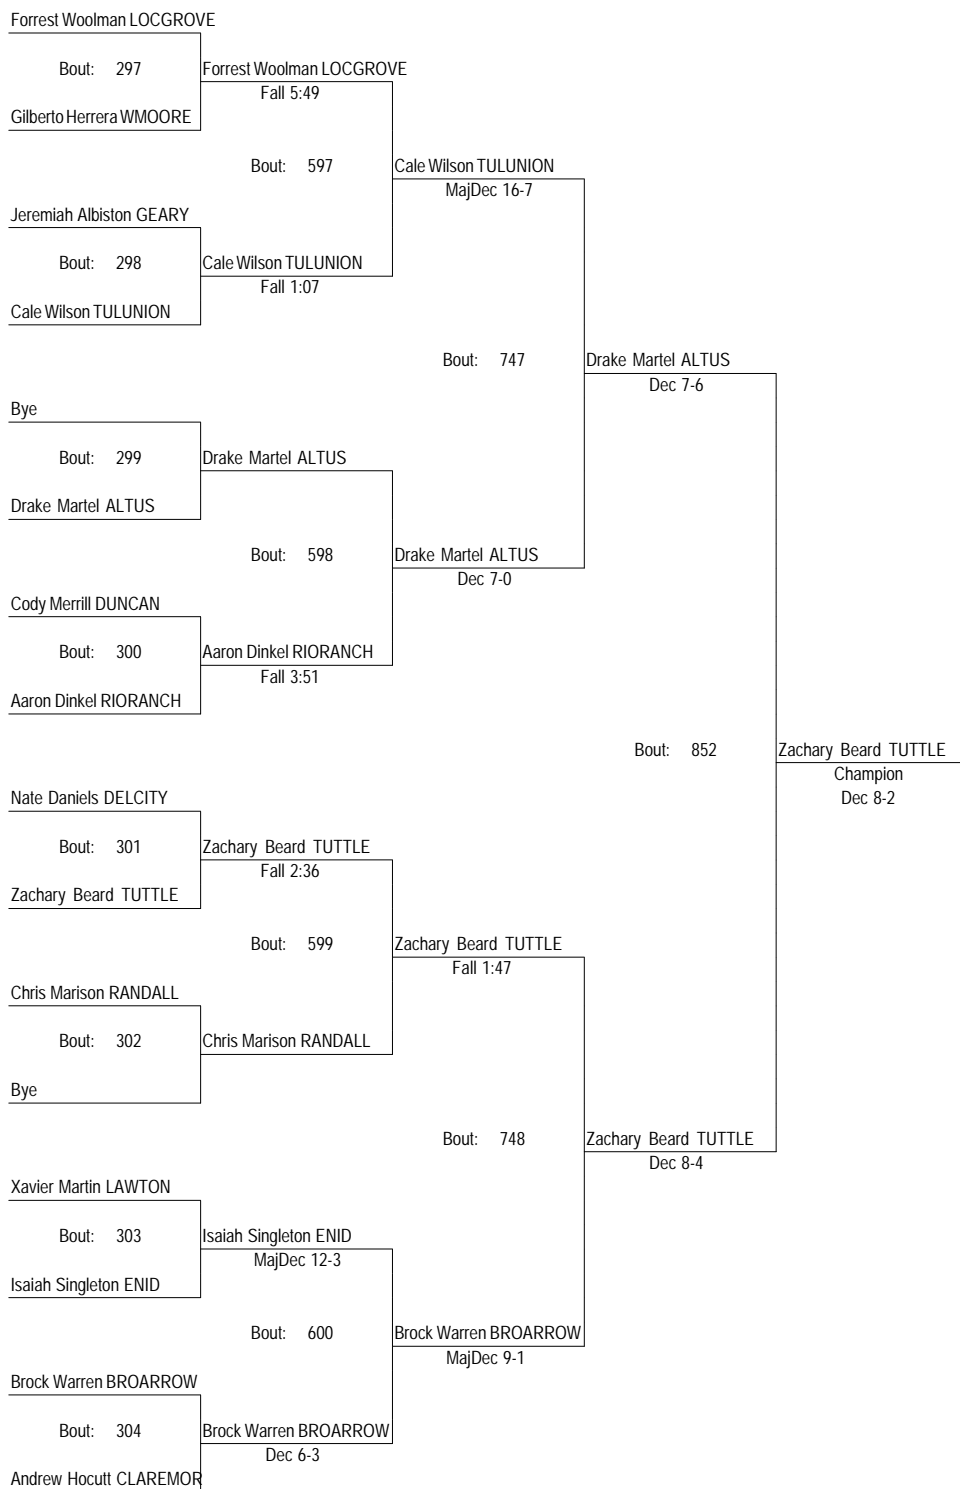 Forrest Woolman LOCGROVE
Bout: 297
Forrest Woolman LOCGROVE
Fall 5:49
Gilberto Herrera WMOORE
Bout: 597
Cale Wilson TULUNION
MajDec 16-7
Jeremiah Albiston GEARY
Bout: 298
Cale Wilson TULUNION
Fall 1:07
Cale Wilson TULUNION
Bout: 747
Drake Martel ALTUS
Dec 7-6
Bye
Bout: 299
Drake Martel ALTUS
Drake Martel ALTUS
Bout: 598
Drake Martel ALTUS
Dec 7-0
Cody Merrill DUNCAN
Bout: 300
Aaron Dinkel RIORANCH
Fall 3:51
Aaron Dinkel RIORANCH
Bout: 852
Zachary Beard TUTTLE
Champion
Dec 8-2
Nate Daniels DELCITY
Bout: 301
Zachary Beard TUTTLE
Fall 2:36
Zachary Beard TUTTLE
Bout: 599
Zachary Beard TUTTLE
Fall 1:47
Chris Marison RANDALL
Bout: 302
Chris Marison RANDALL
Bye
Bout: 748
Zachary Beard TUTTLE
Dec 8-4
Xavier Martin LAWTON
Bout: 303
Isaiah Singleton ENID
MajDec 12-3
Isaiah Singleton ENID
Bout: 600
Brock Warren BROARROW
MajDec 9-1
Brock Warren BROARROW
Bout: 304
Brock Warren BROARROW
Dec 6-3
Andrew Hocutt CLAREMOR